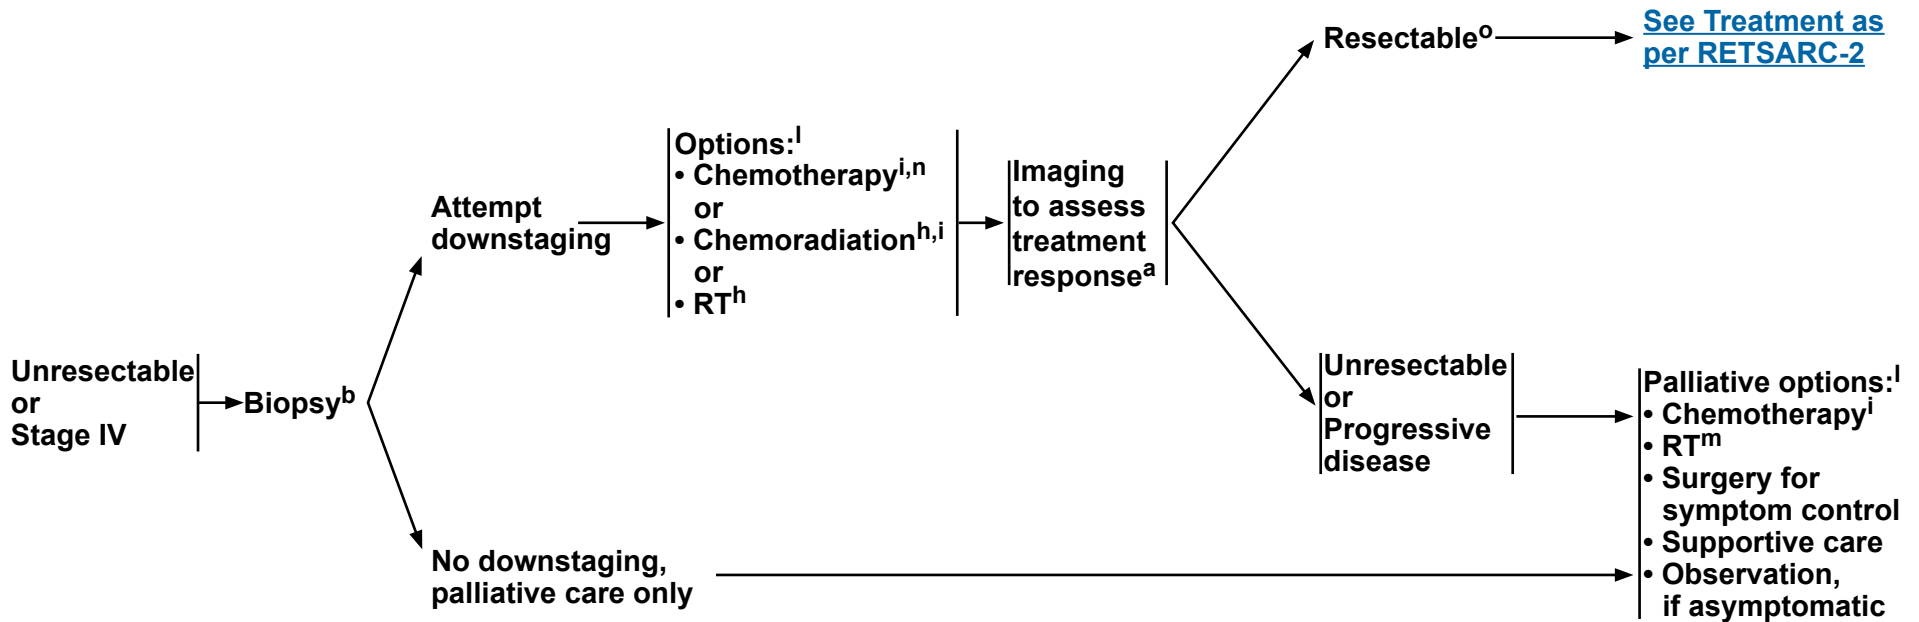 Unresectable
or
Stage IV
Biopsyb
Attempt
downstaging
No downstaging,
palliative care only
Options:l
• Chemotherapyi,n
or
• Chemoradiationh,i
or
• RTh
Imaging
to assess
treatment
responsea
Resectableo
See Treatment as
per RETSARC-2
Unresectable
or
Progressive
disease
Palliative options:l
• Chemotherapyi
• RTm
• Surgery for
symptom control
• Supportive care
• Observation,
if asymptomatic